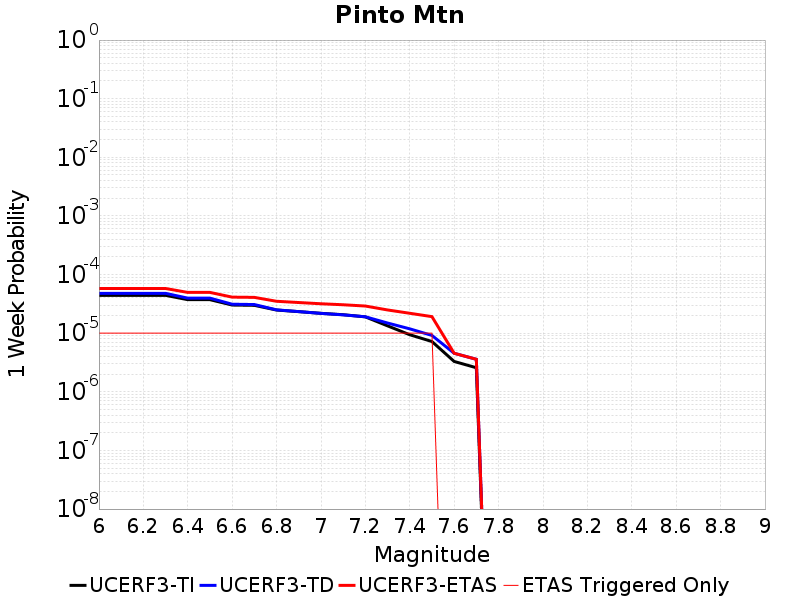 Pinto Mtn
1 Week Probability
10^0
10^-1
10^-2
10^-3
10^-4
10^-5
10^-6
10^-7
10^-8
6 6.2 6.4 6.6 6.8 7 7.2 7.4 7.6 7.8 8 8.2 8.4 8.6 8.8 9
Magnitude
UCERF3-TI UCERF3-TD UCERF3-ETAS ETAS Triggered Only